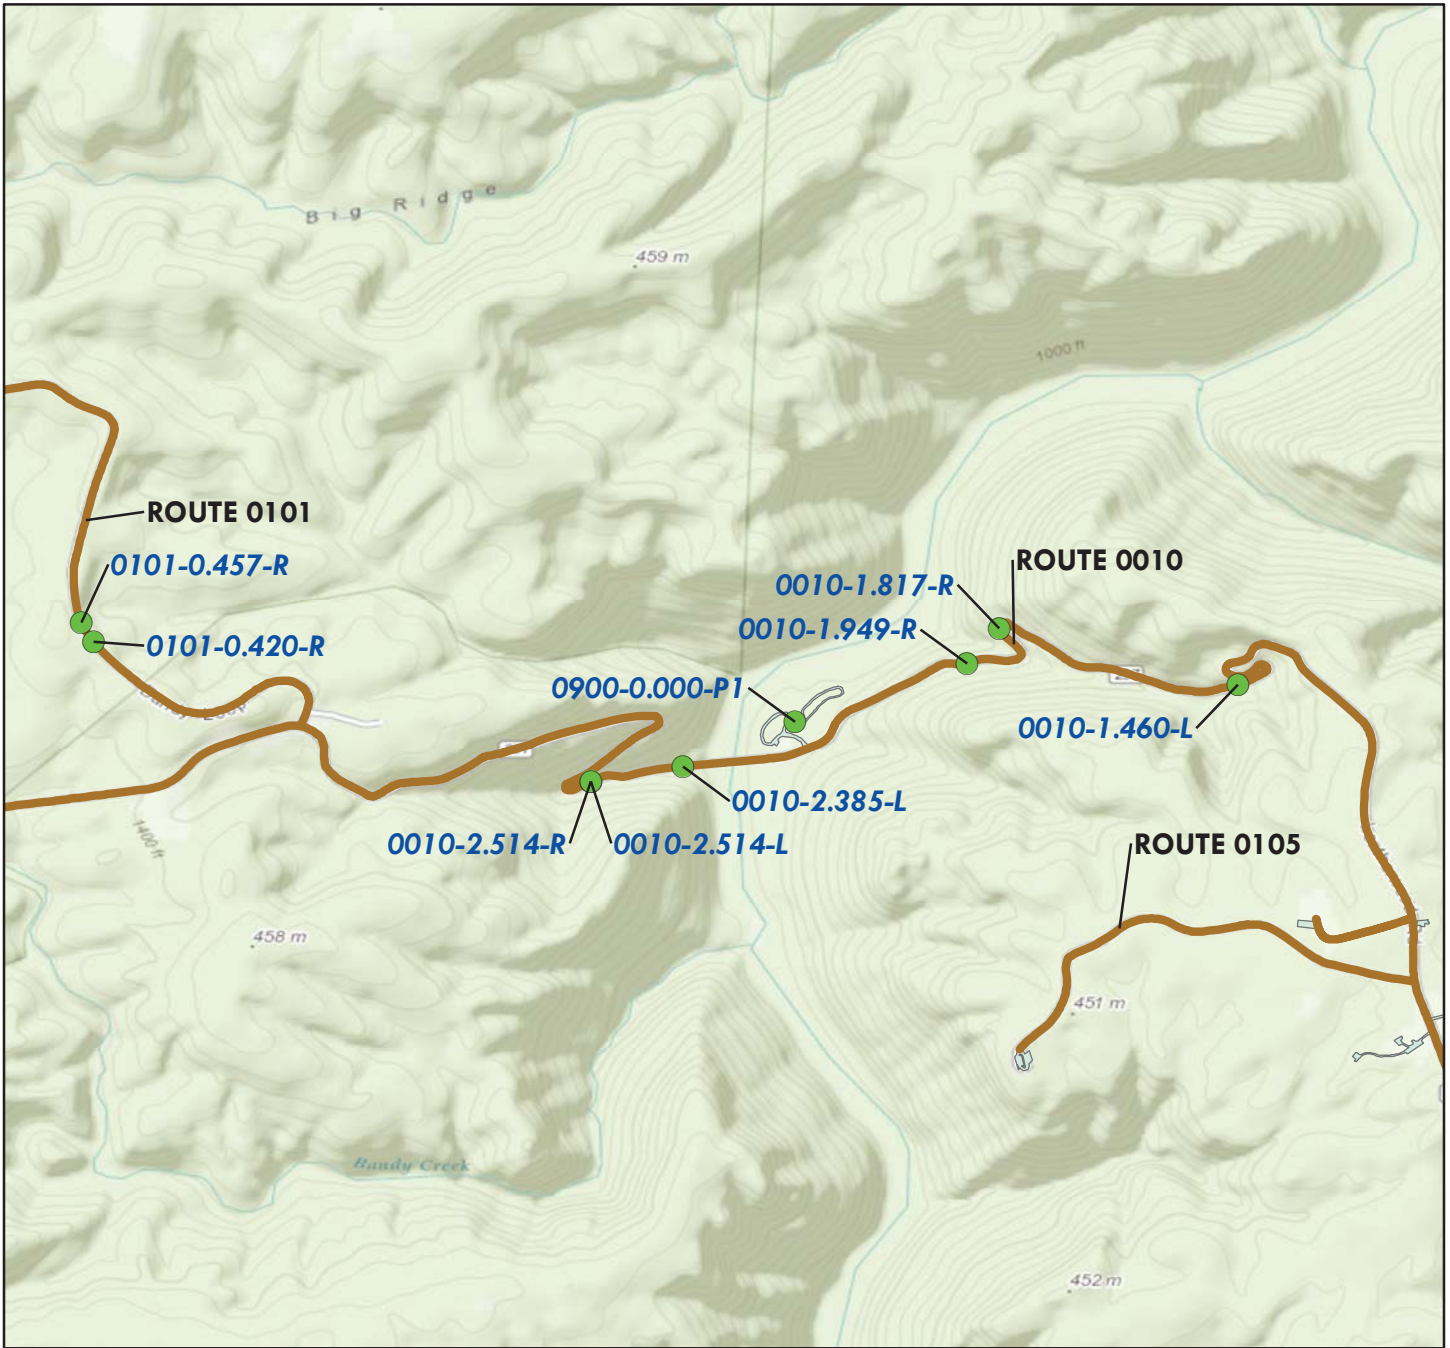 Big Ridge
459 m
1000 ft
ROUTE 0101
0101-0.457-R
0101-0.420-R
ROUTE 0010
0010-1.817-R
0010-1.949-R
0900-0.000-P1
0010-1.460-L
0010-2.385-L
0010-2.514-R
0010-2.514-L
ROUTE 0105
1400 ft
458 m
451 m
Bandy Creek
452 m